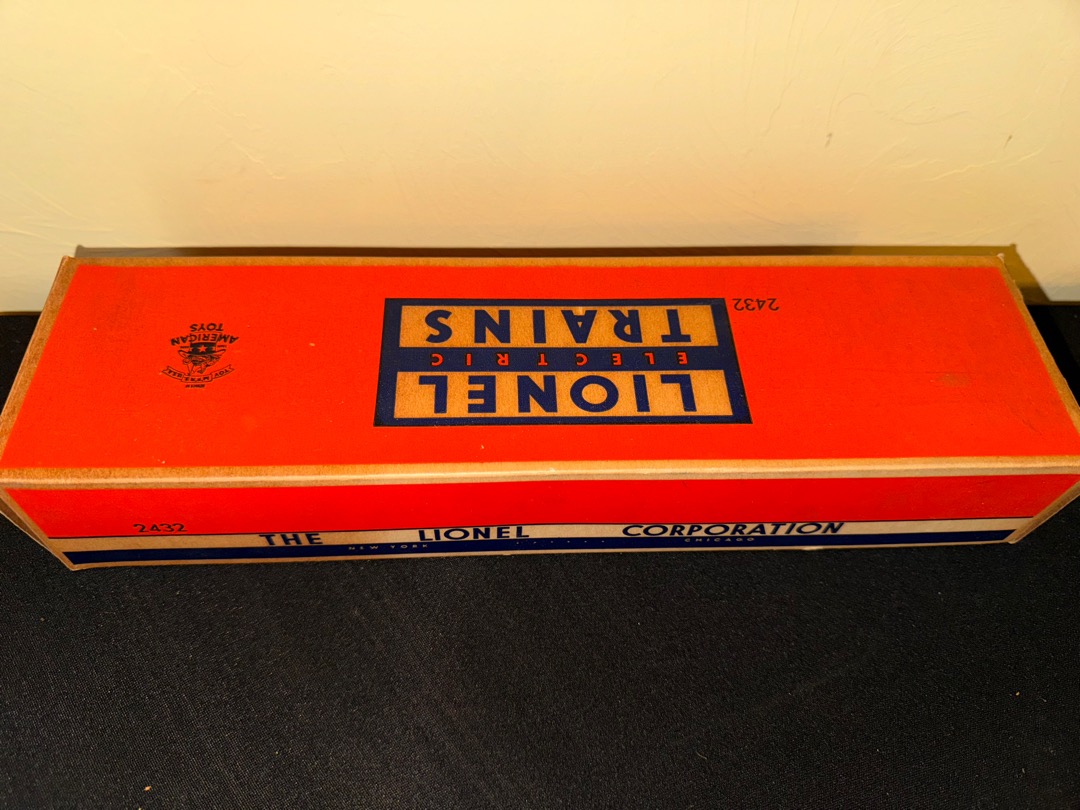 2432
LIONEL
ELECTRIC
TRAINS
AMERICAN
TOYS
2432
THE LIONEL CORPORATION
NEW YORK ...... CHICAGO